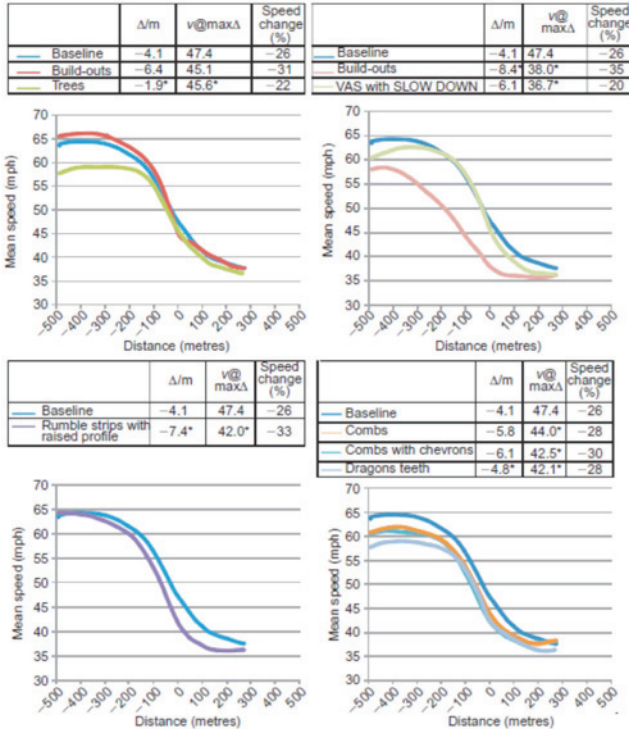 Δ/m v@maxΔ Speed change (%)
Baseline −4.1 47.4 −26
Build-outs −6.4 45.1 −31
Trees −1.9* 45.6* −22
Mean speed (mph)
70
65
60
55
50
45
40
35
30
−500 −400 −300 −200 −100 0 100 200 300 400 500
Distance (metres)
Δ/m v@ maxΔ Speed change (%)
Baseline −4.1 47.4 −26
Build-outs −8.4* 38.0* −35
VAS with SLOW DOWN −6.1 36.7* −20
Mean speed (mph)
70
65
60
55
50
45
40
35
30
−500 −400 −300 −200 −100 0 100 200 300 400 500
Distance (metres)
Δ/m v@ maxΔ Speed change (%)
Baseline −4.1 47.4 −26
Rumble strips with raised profile −7.4* 42.0* −33
Mean speed (mph)
70
65
60
55
50
45
40
35
30
−500 −400 −300 −200 −100 0 100 200 300 400 500
Distance (metres)
Δ/m v@ maxΔ Speed change (%)
Baseline −4.1 47.4 −26
Combs −5.8 44.0* −28
Combs with chevrons −6.1 42.5* −30
Dragons teeth −4.8* 42.1* −28
Mean speed (mph)
70
65
60
55
50
45
40
35
30
−500 −400 −300 −200 −100 0 100 200 300 400 500
Distance (metres)